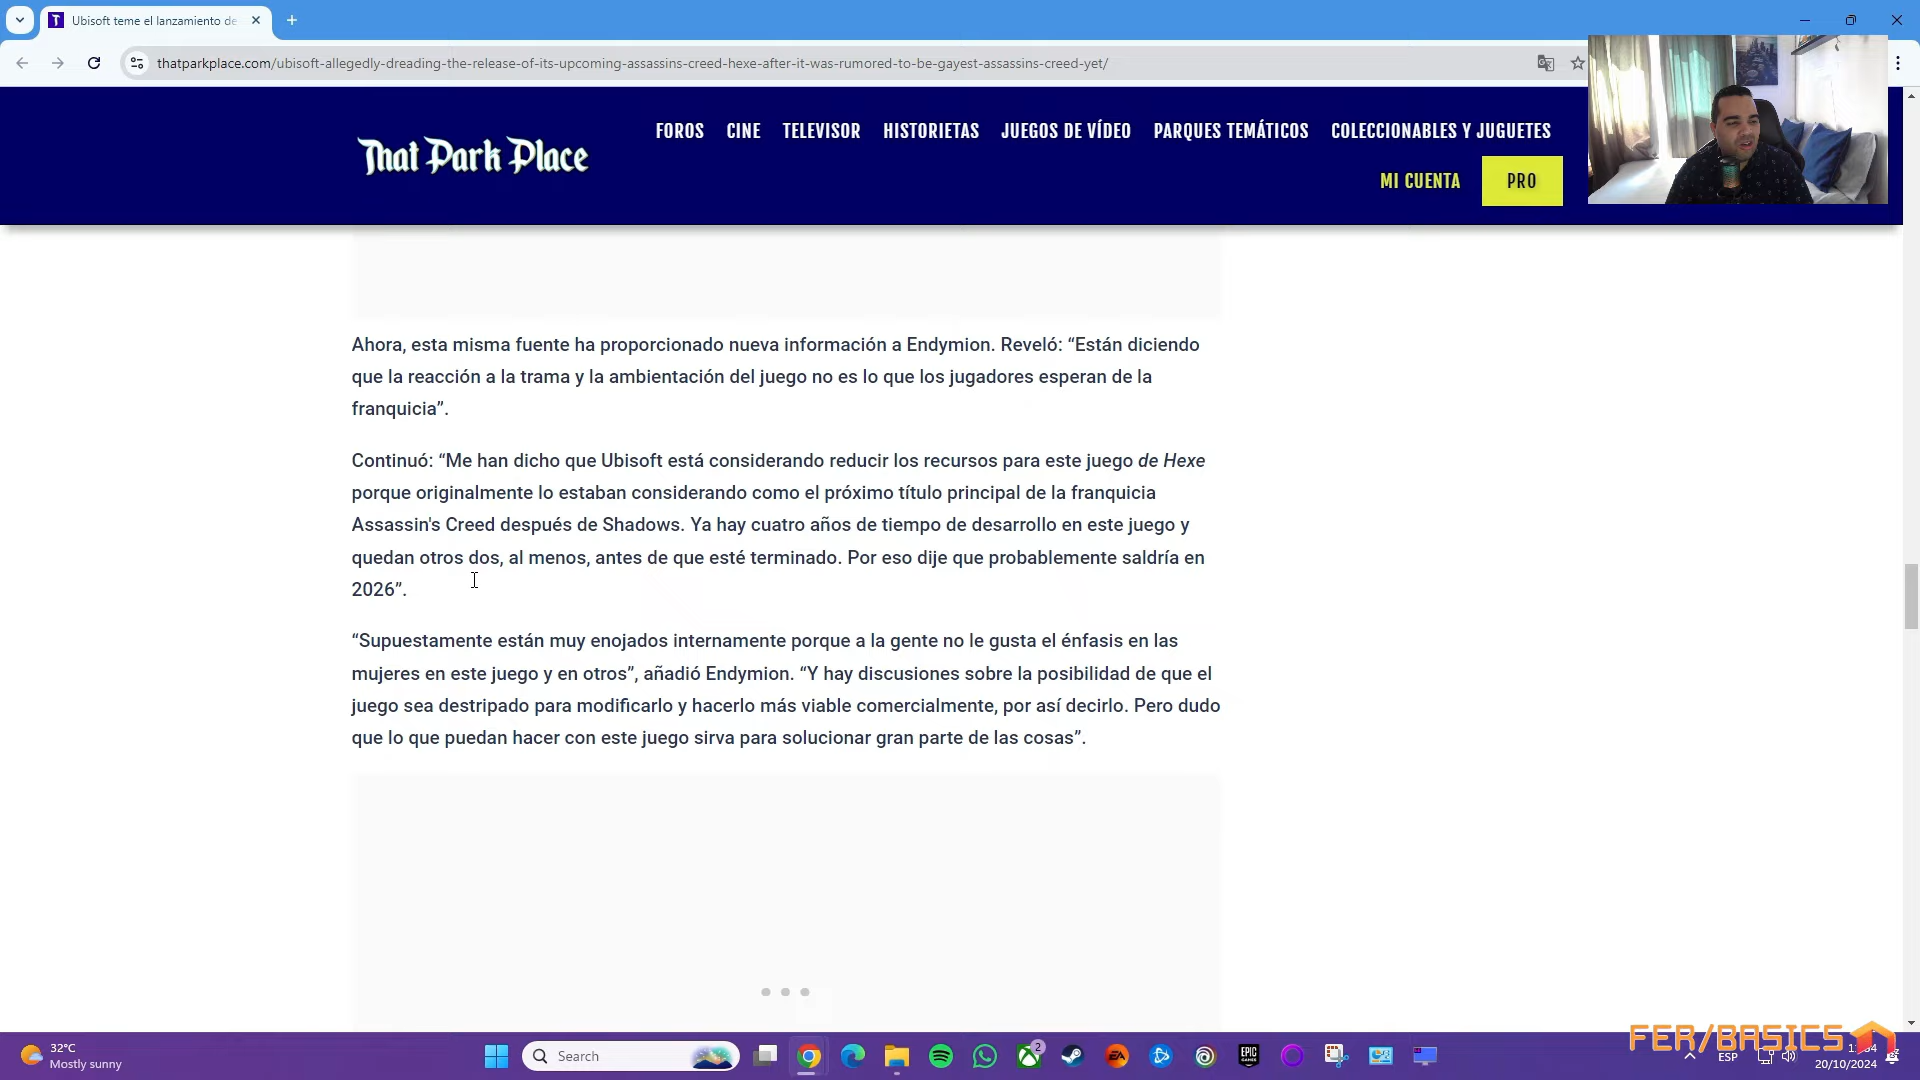 Ubisoft teme el lanzamiento de
thatparkplace.com/ubisoft-allegedly-dreading-the-release-of-its-upcoming-assassins-creed-hexe-after-it-was-rumored-to-be-gayest-assassins-creed-yet/
That Park Place
FOROS CINE TELEVISOR HISTORIETAS JUEGOS DE VÍDEO PARQUES TEMÁTICOS COLECCIONABLES Y JUGUETES
MI CUENTA PRO
Ahora, esta misma fuente ha proporcionado nueva información a Endymion. Reveló: “Están diciendo
que la reacción a la trama y la ambientación del juego no es lo que los jugadores esperan de la
franquicia”.
Continuó: “Me han dicho que Ubisoft está considerando reducir los recursos para este juego de Hexe
porque originalmente lo estaban considerando como el próximo título principal de la franquicia
Assassin's Creed después de Shadows. Ya hay cuatro años de tiempo de desarrollo en este juego y
quedan otros dos, al menos, antes de que esté terminado. Por eso dije que probablemente saldría en
2026”.
“Supuestamente están muy enojados internamente porque a la gente no le gusta el énfasis en las
mujeres en este juego y en otros”, añadió Endymion. “Y hay discusiones sobre la posibilidad de que el
juego sea destripado para modificarlo y hacerlo más viable comercialmente, por así decirlo. Pero dudo
que lo que puedan hacer con este juego sirva para solucionar gran parte de las cosas”.
FER/BASICS
32°C
Mostly sunny
Search
2
EPIC
ESP
20/10/2024